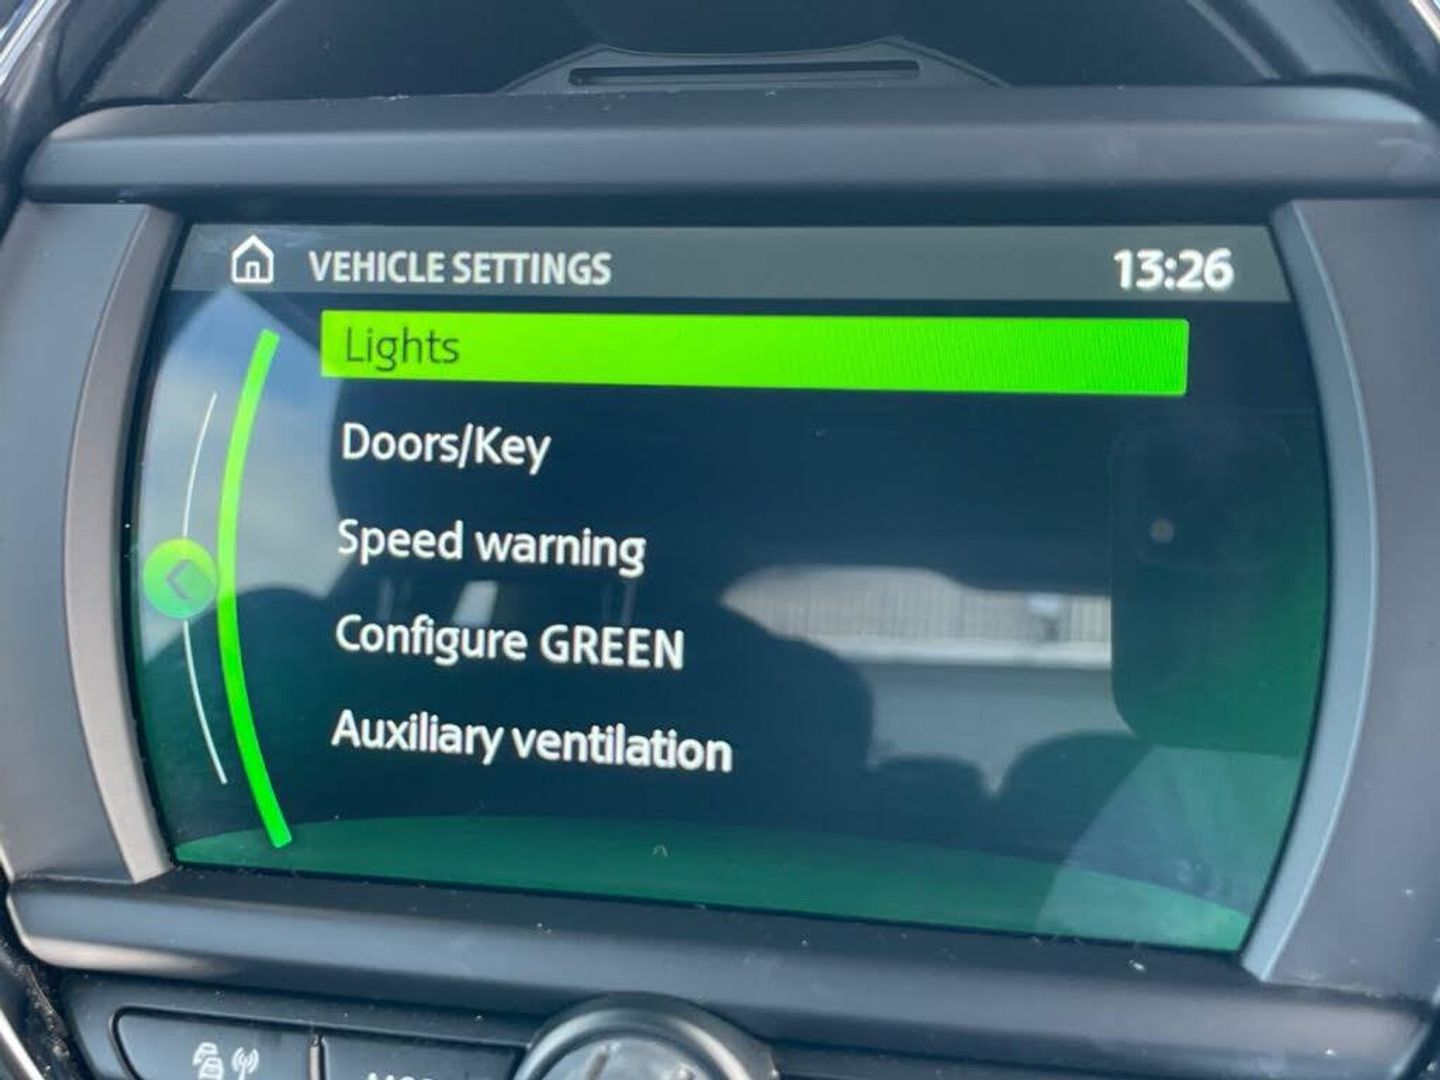 VEHICLE SETTINGS 13:26
Lights
Doors/Key
Speed warning
Configure GREEN
Auxiliary ventilation